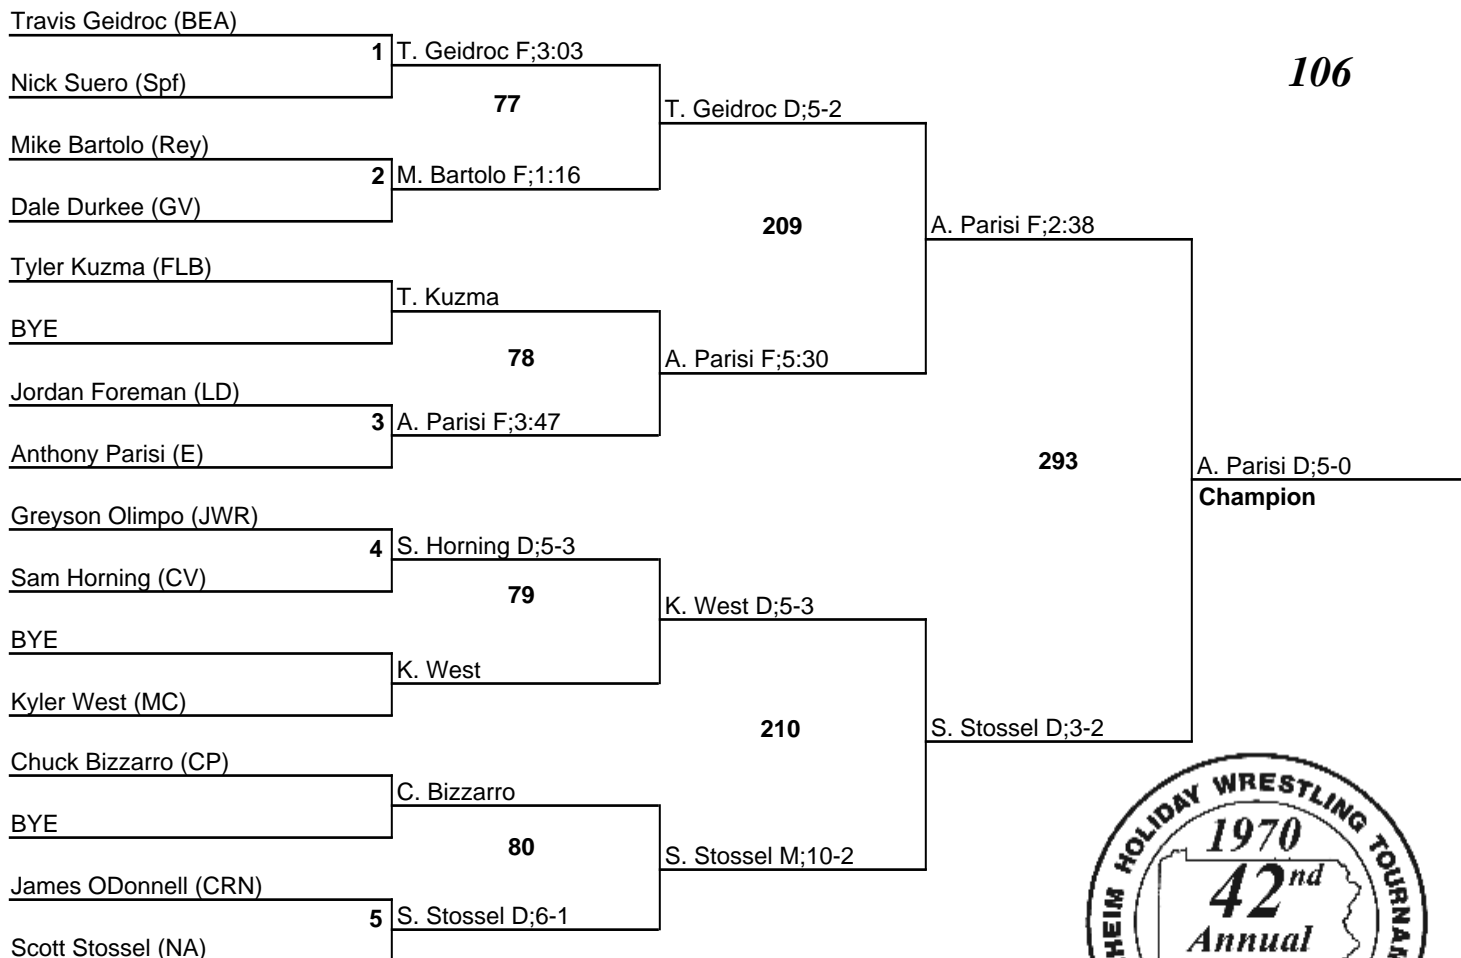 Travis Geidroc (BEA)
1 T. Geidroc F;3:03
106
Nick Suero (Spf)
77
T. Geidroc D;5-2
Mike Bartolo (Rey)
2 M. Bartolo F;1:16
Dale Durkee (GV)
209
A. Parisi F;2:38
Tyler Kuzma (FLB)
T. Kuzma
BYE
78
A. Parisi F;5:30
Jordan Foreman (LD)
3 A. Parisi F;3:47
Anthony Parisi (E)
293
A. Parisi D;5-0
Champion
Greyson Olimpo (JWR)
4 S. Horning D;5-3
Sam Horning (CV)
79
K. West D;5-3
BYE
K. West
Kyler West (MC)
210
S. Stossel D;3-2
Chuck Bizzarro (CP)
C. Bizzarro
BYE
80
S. Stossel M;10-2
James ODonnell (CRN)
5 S. Stossel D;6-1
Scott Stossel (NA)
HEIM HOLIDAY WRESTLING TOURNAM
1970
42nd
Annual